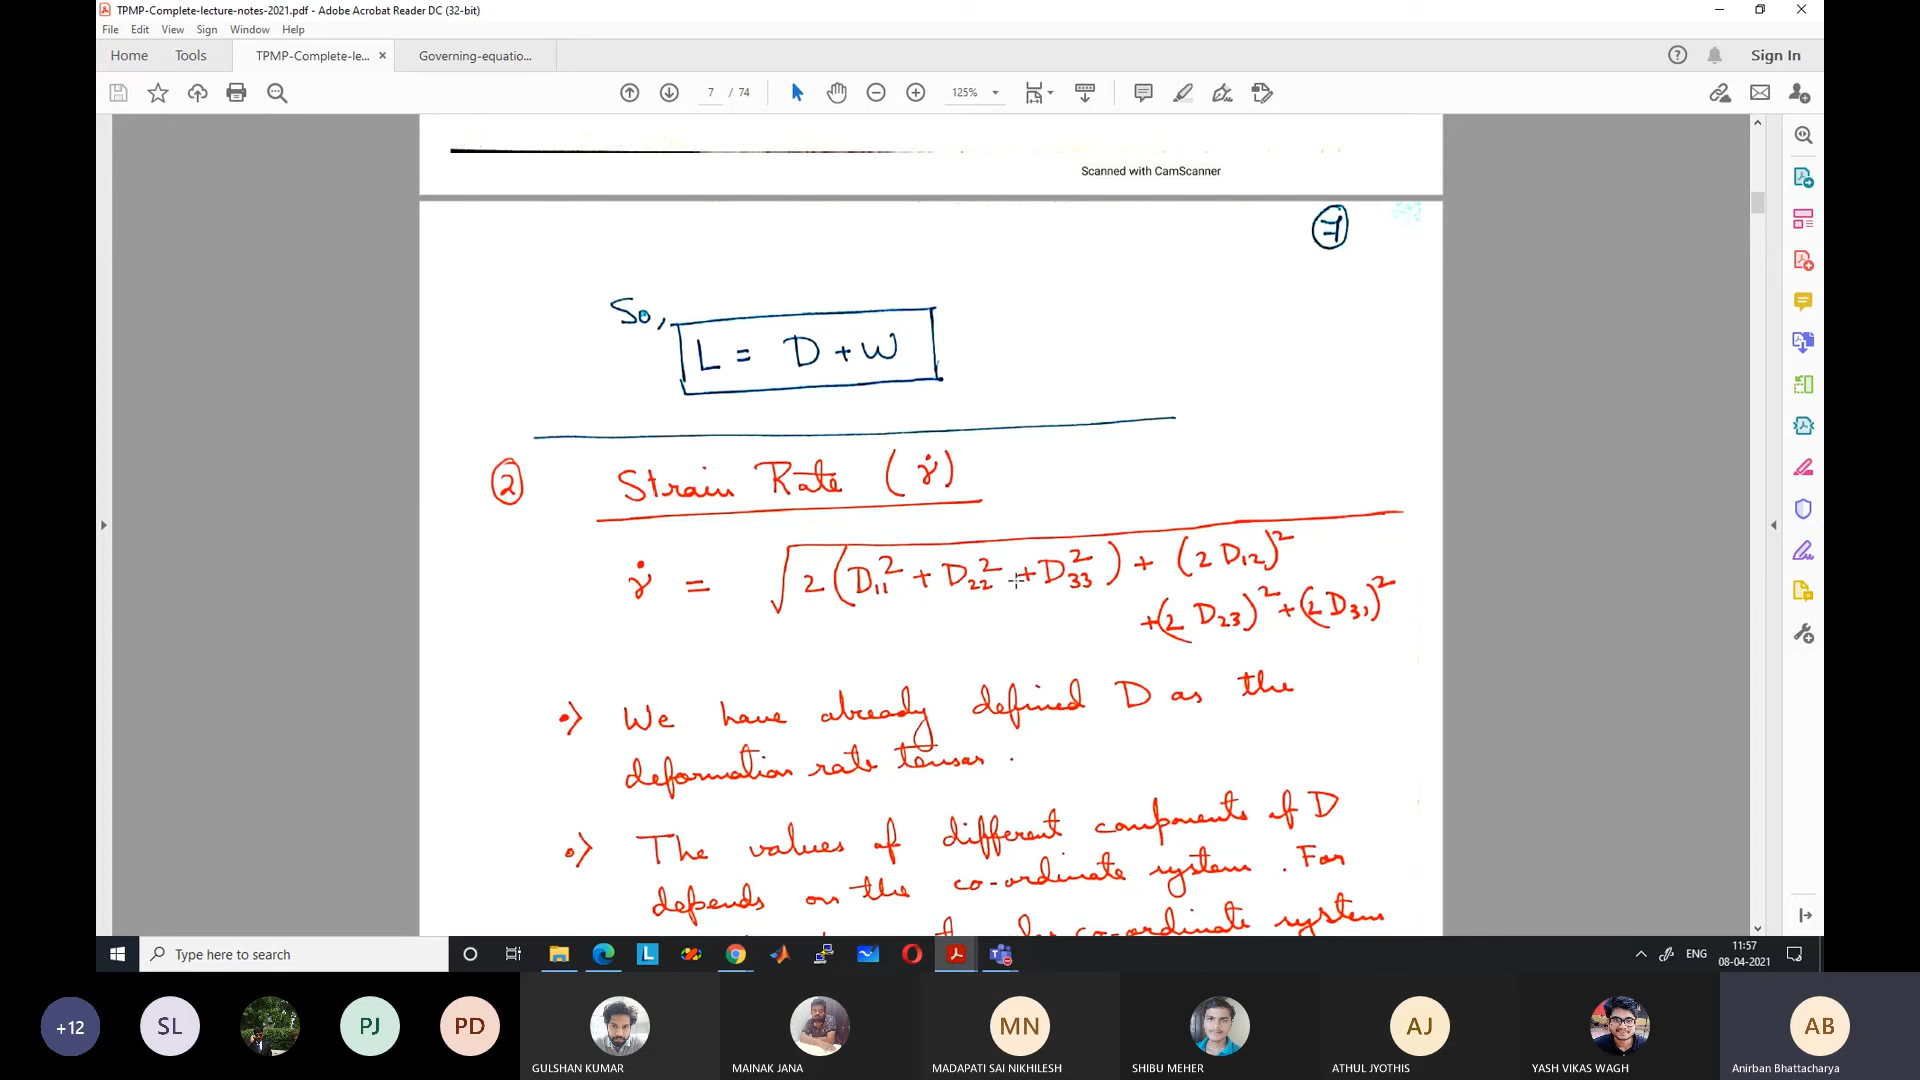 TPMP-Complete-lecture-notes-2021.pdf - Adobe Acrobat Reader DC (32-bit)
File Edit View Sign Window Help
Home Tools TPMP-Complete-le... × Governing-equatio... Sign In
7 / 74 125%
Scanned with CamScanner
7
So,
L = D + W
2 Strain Rate (γ̇)
γ̇ = √2(D₁₁² + D₂₂² + D₃₃²) + (2 D₁₂)²
+(2 D₂₃)² + (2 D₃₁)²
We have already defined D as the
deformation rate tensor.
The values of different components of D
depends on the co-ordinate system. For
co-ordinate system
Type here to search
ENG
11:57
08-04-2021
+12 SL PJ PD MN AJ AB
GULSHAN KUMAR MAINAK JANA MADAPATI SAI NIKHILESH SHIBU MEHER ATHUL JYOTHIS YASH VIKAS WAGH Anirban Bhattacharya